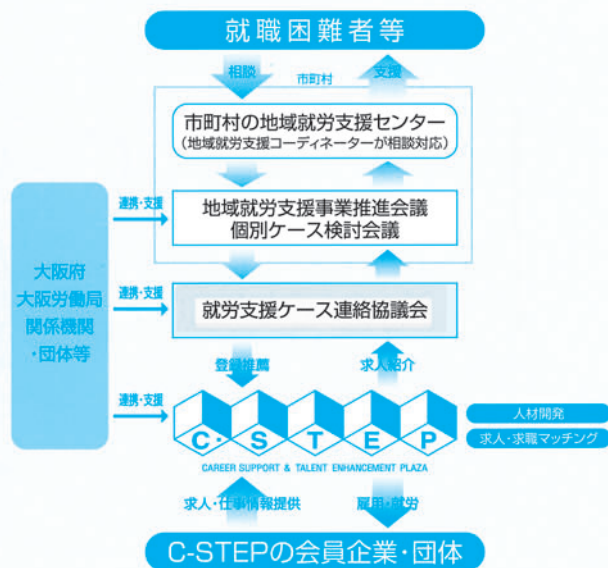 就職困難者等
相談
支援
市町村
市町村の地域就労支援センター
(地域就労支援コーディネーターが相談対応)
連携・支援
地域就労支援事業推進会議
個別ケース検討会議
大阪府
大阪労働局
関係機関
・団体等
連携・支援
就労支援ケース連絡協議会
登録推薦
求人紹介
連携・支援
C・STEP
人材開発
求人・求職マッチング
CAREER SUPPORT & TALENT ENHANCEMENT PLAZA
求人・仕事情報提供
雇用・就労
C-STEPの会員企業・団体